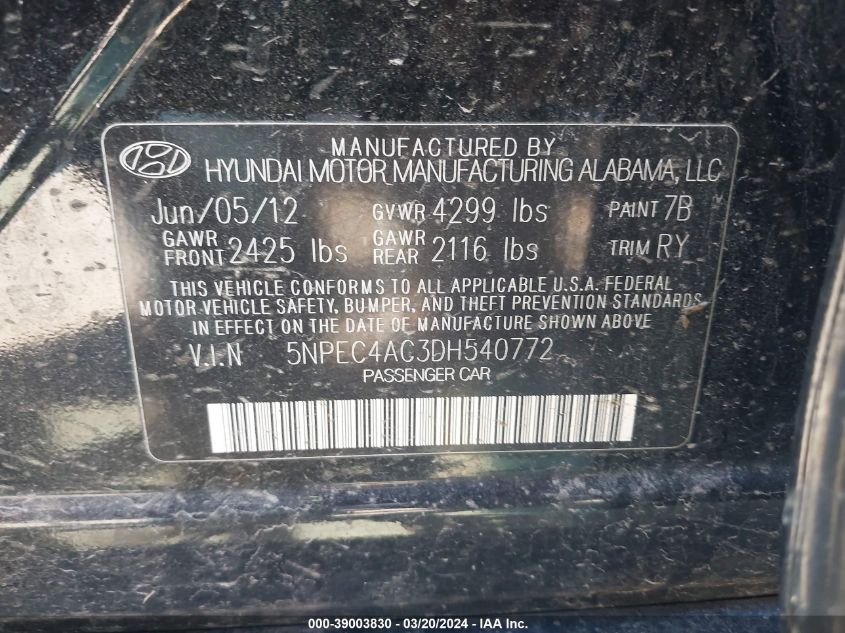 MANUFACTURED BY
HYUNDAI MOTOR MANUFACTURING ALABAMA, LLC
Jun/05/12 GVWR 4299 lbs PAINT 7B
GAWR FRONT 2425 lbs GAWR REAR 2116 lbs TRIM RY
THIS VEHICLE CONFORMS TO ALL APPLICABLE U.S.A. FEDERAL
MOTOR VEHICLE SAFETY, BUMPER, AND THEFT PREVENTION STANDARDS
IN EFFECT ON THE DATE OF MANUFACTURE SHOWN ABOVE
V.I.N 5NPEC4AC3DH540772
PASSENGER CAR
000-39003830 - 03/20/2024 - IAA Inc.